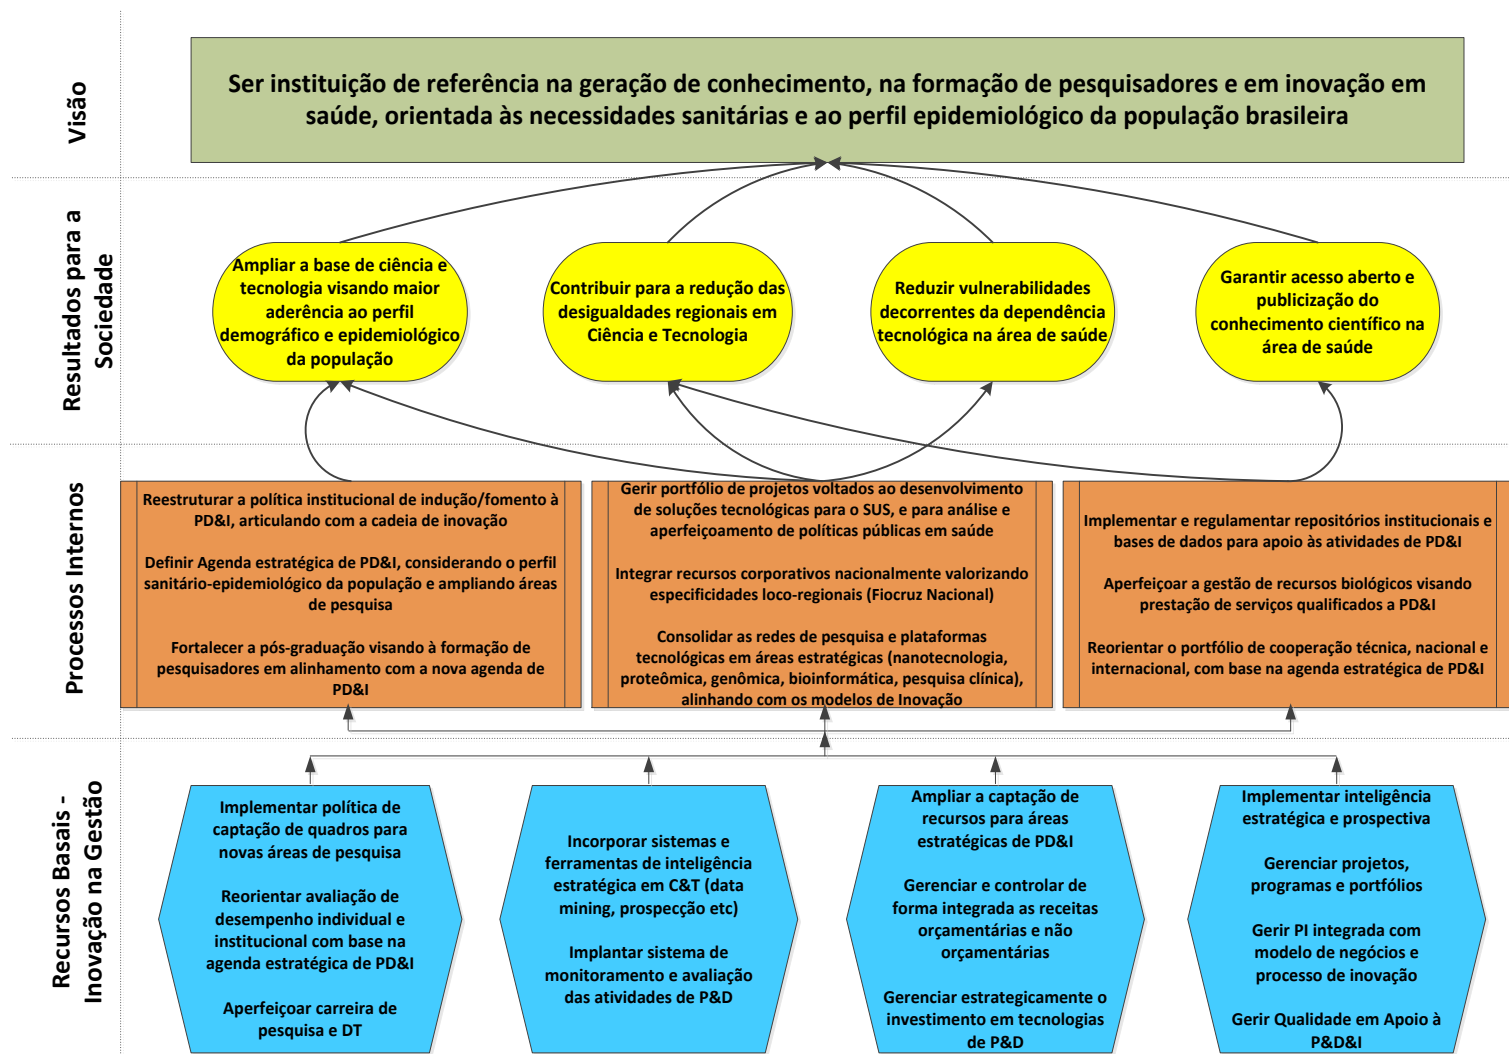 Visão
Ser instituição de referência na geração de conhecimento, na formação de pesquisadores e em inovação em
saúde, orientada às necessidades sanitárias e ao perfil epidemiológico da população brasileira
Resultados para a
Sociedade
Ampliar a base de ciência e
tecnologia visando maior
aderência ao perfil
demográfico e epidemiológico
da população
Contribuir para a redução das
desigualdades regionais em
Ciência e Tecnologia
Reduzir vulnerabilidades
decorrentes da dependência
tecnológica na área de saúde
Garantir acesso aberto e
publicização do
conhecimento científico na
área de saúde
Processos Internos
Reestruturar a política institucional de indução/fomento à
PD&I, articulando com a cadeia de inovação
Definir Agenda estratégica de PD&I, considerando o perfil
sanitário-epidemiológico da população e ampliando áreas
de pesquisa
Fortalecer a pós-graduação visando à formação de
pesquisadores em alinhamento com a nova agenda de
PD&I
Gerir portfólio de projetos voltados ao desenvolvimento
de soluções tecnológicas para o SUS, e para análise e
aperfeiçoamento de políticas públicas em saúde
Integrar recursos corporativos nacionalmente valorizando
especificidades loco-regionais (Fiocruz Nacional)
Consolidar as redes de pesquisa e plataformas
tecnológicas em áreas estratégicas (nanotecnologia,
proteômica, genômica, bioinformática, pesquisa clínica),
alinhando com os modelos de Inovação
Implementar e regulamentar repositórios institucionais e
bases de dados para apoio às atividades de PD&I
Aperfeiçoar a gestão de recursos biológicos visando
prestação de serviços qualificados a PD&I
Reorientar o portfólio de cooperação técnica, nacional e
internacional, com base na agenda estratégica de PD&I
Recursos Basais -
Inovação na Gestão
Implementar política de
captação de quadros para
novas áreas de pesquisa
Reorientar avaliação de
desempenho individual e
institucional com base na
agenda estratégica de PD&I
Aperfeiçoar carreira de
pesquisa e DT
Incorporar sistemas e
ferramentas de inteligência
estratégica em C&T (data
mining, prospecção etc)
Implantar sistema de
monitoramento e avaliação
das atividades de P&D
Ampliar a captação de
recursos para áreas
estratégicas de PD&I
Gerenciar e controlar de
forma integrada as receitas
orçamentárias e não
orçamentárias
Gerenciar estrategicamente o
investimento em tecnologias
de P&D
Implementar inteligência
estratégica e prospectiva
Gerenciar projetos,
programas e portfólios
Gerir PI integrada com
modelo de negócios e
processo de inovação
Gerir Qualidade em Apoio à
P&D&I